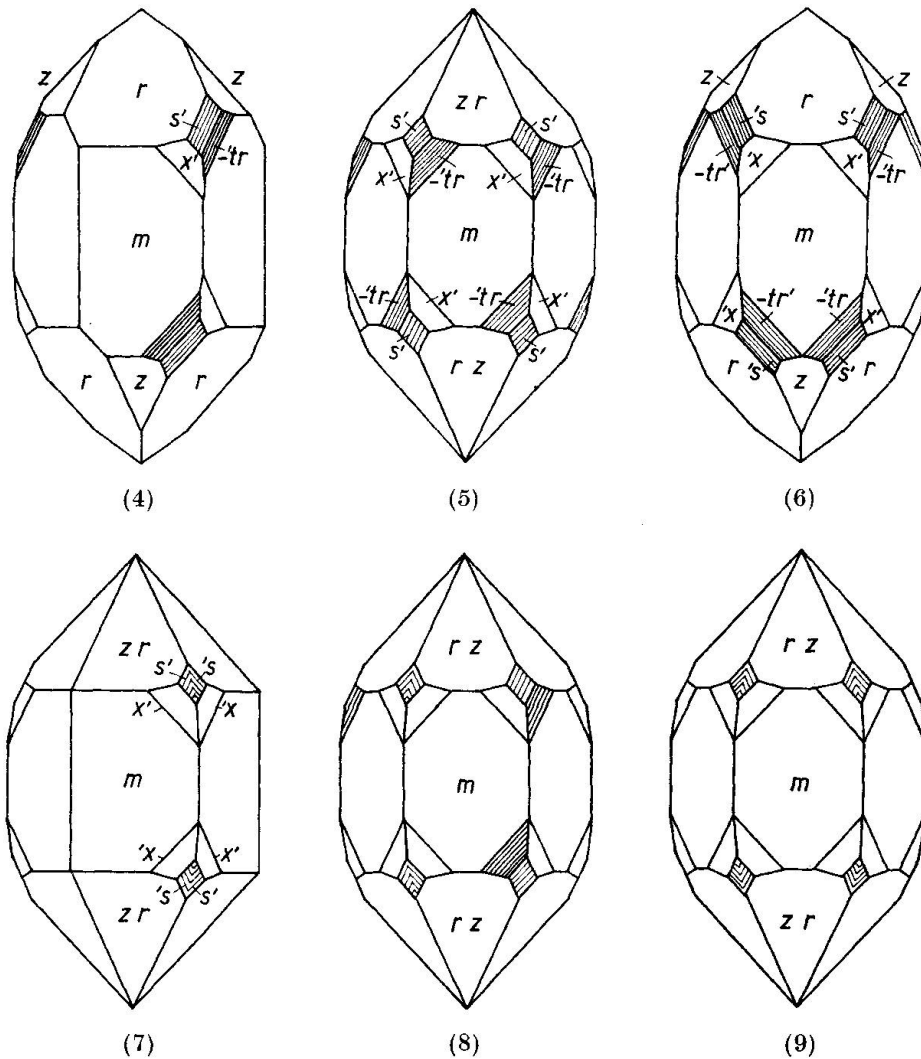 z r z
s' -'tr
x'
m
r z r
(4)
z r
s' s'
x' -'tr x' -'tr
m
-'tr x' -'tr x'
s' s'
r z
(5)
z r z
's s'
-tr' 'x x' -'tr
m
'x -tr' -'tr x'
r 's' z s' r
(6)
z r
s' 's
x' 'x
m
'x x'
's s'
z r
(7)
r z
m
r z
(8)
r z
m
z r
(9)